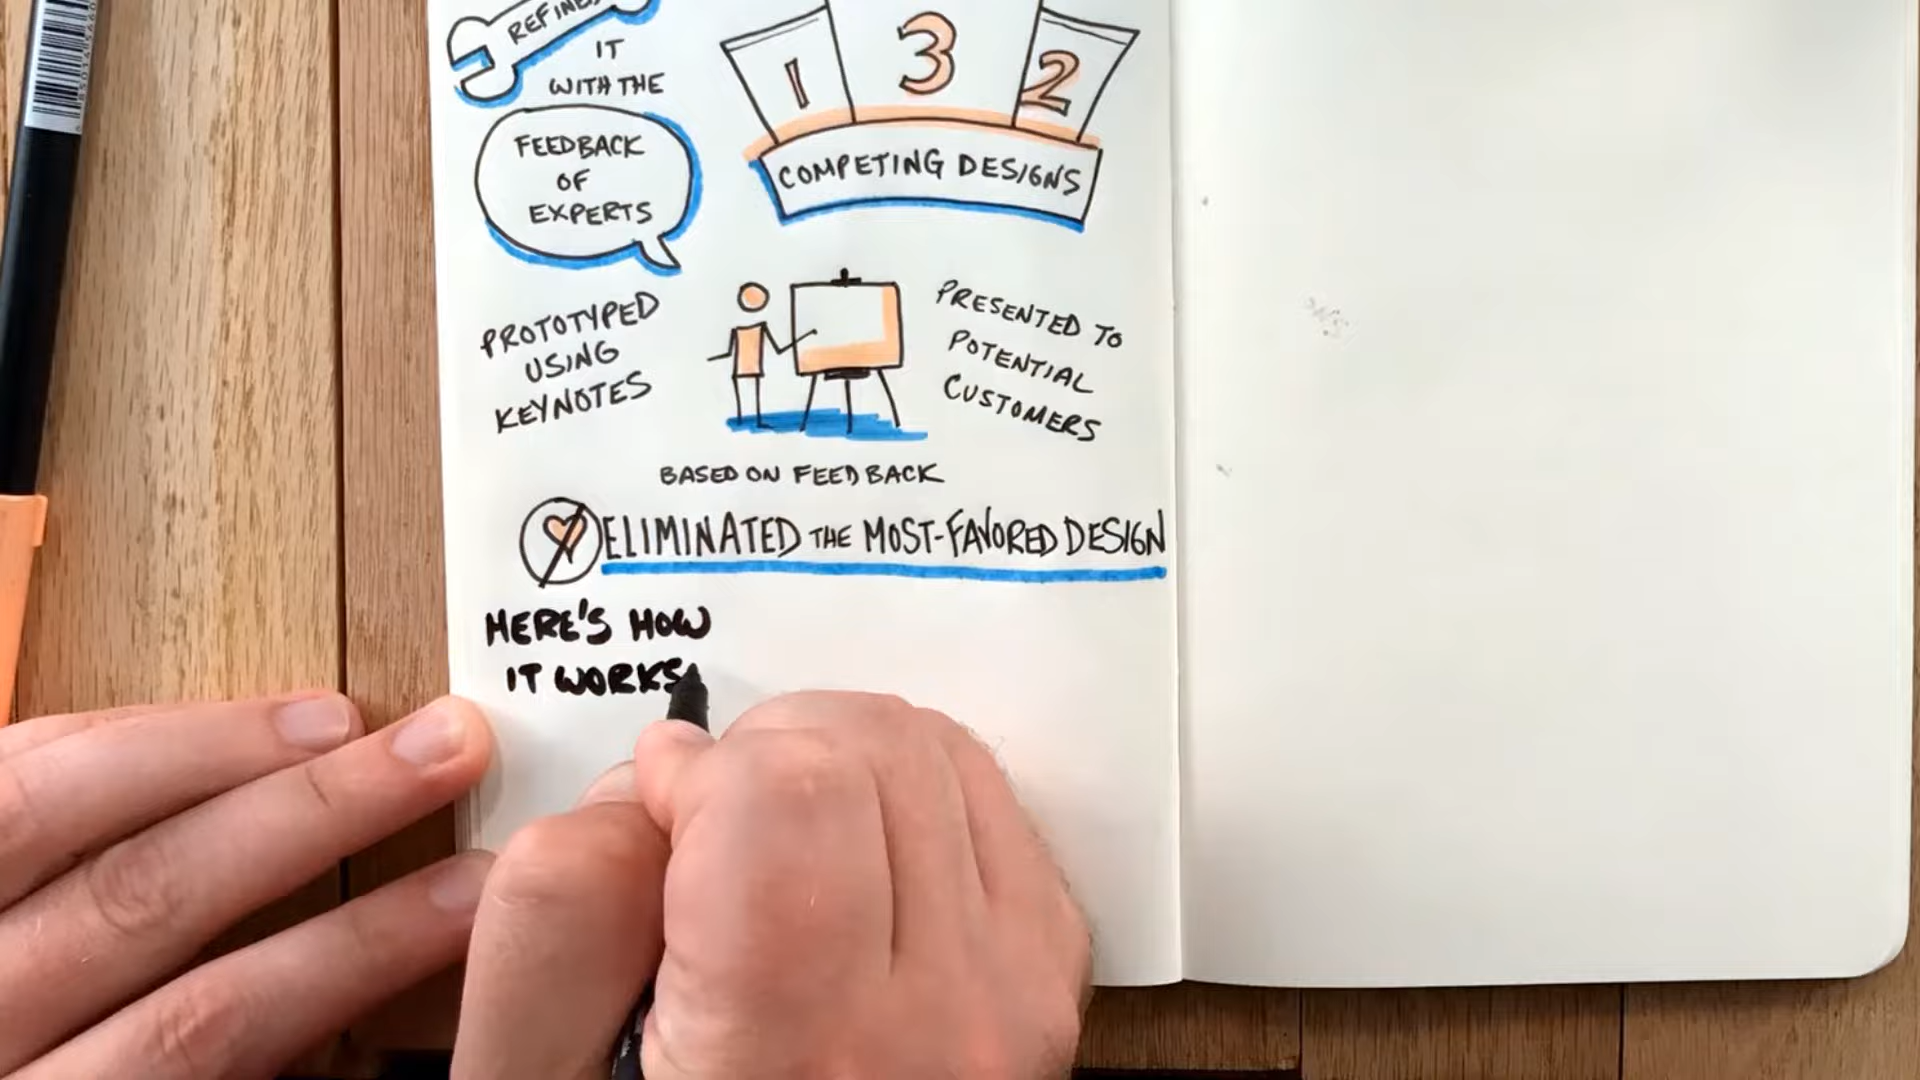 REFINED
IT
WITH THE
FEEDBACK
OF
EXPERTS
1 3 2
COMPETING DESIGNS
PROTOTYPED
USING
KEYNOTES
PRESENTED TO
POTENTIAL
CUSTOMERS
BASED ON FEEDBACK
ELIMINATED THE MOST-FAVORED DESIGN
HERE'S HOW
IT WORKS